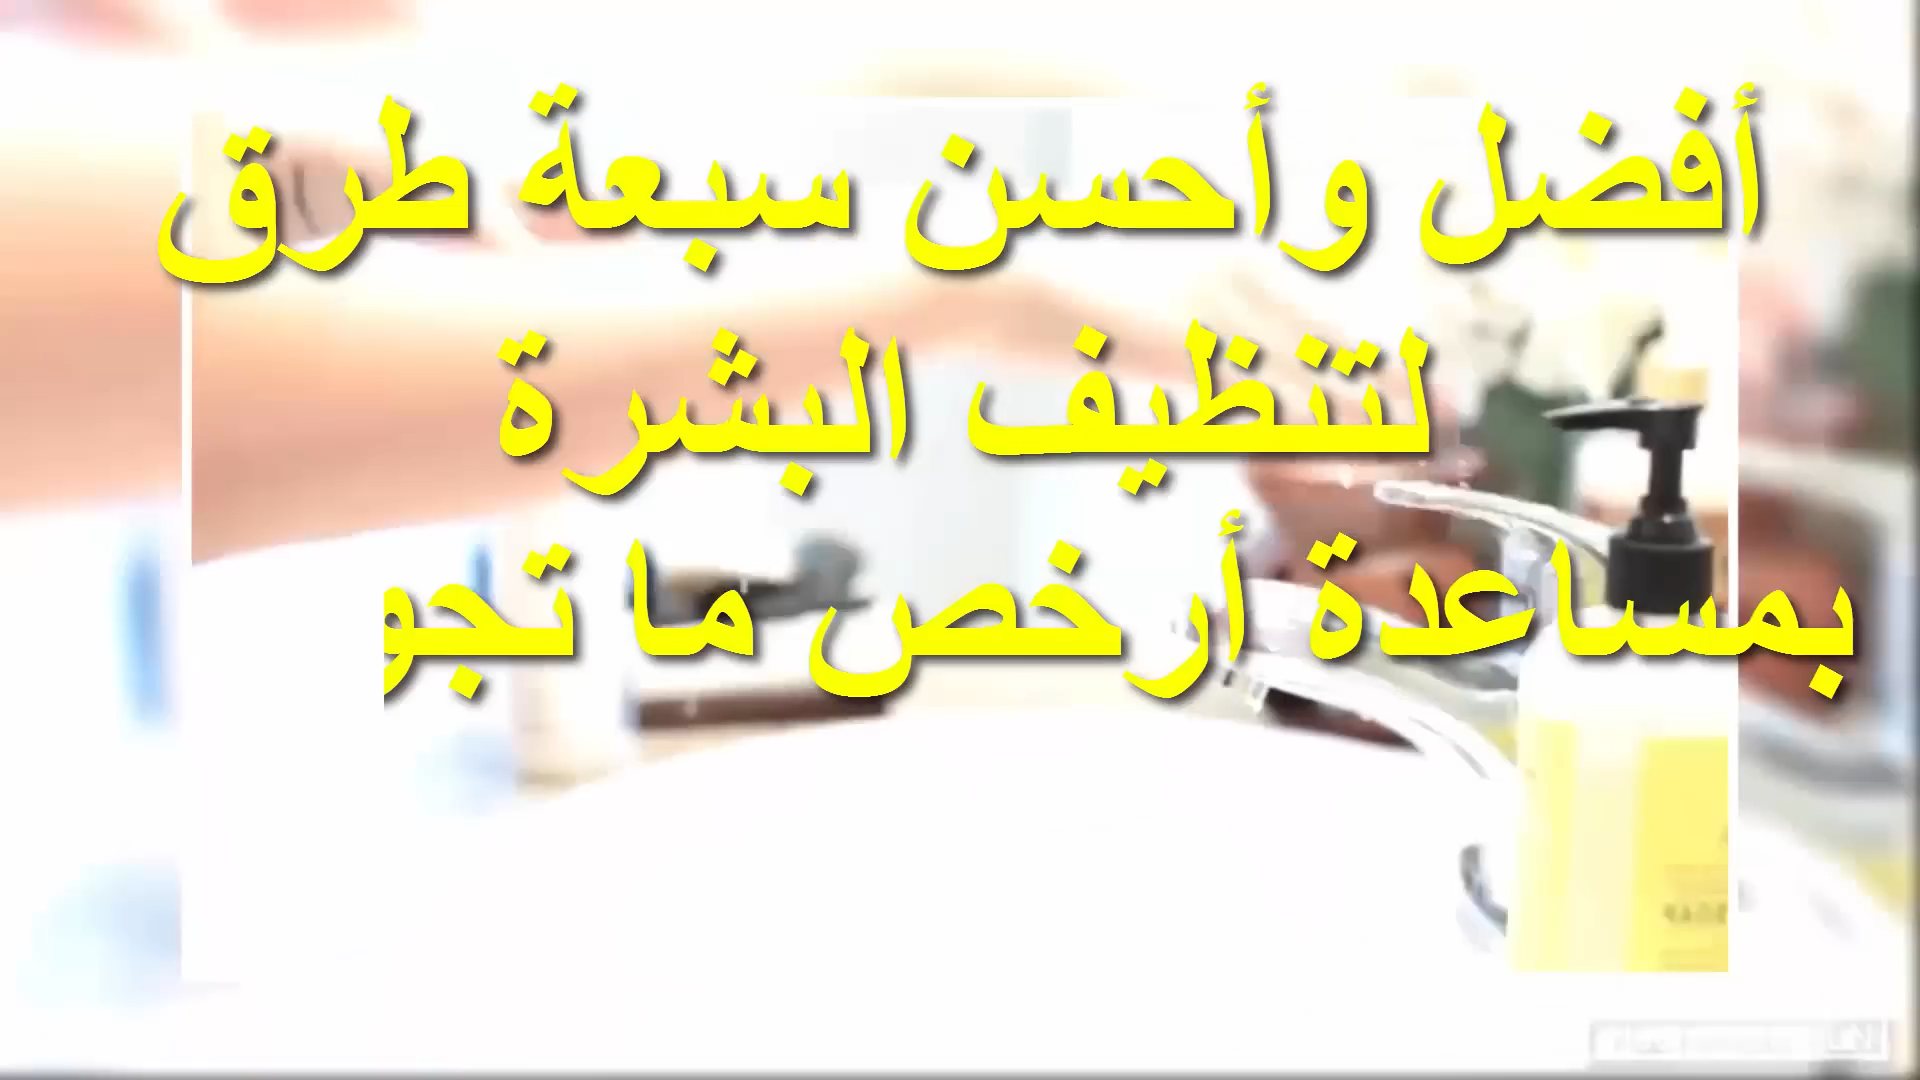 أفضل وأحسن سبعة طرق
لتنظيف البشرة
بمساعدة أرخص ما تجو